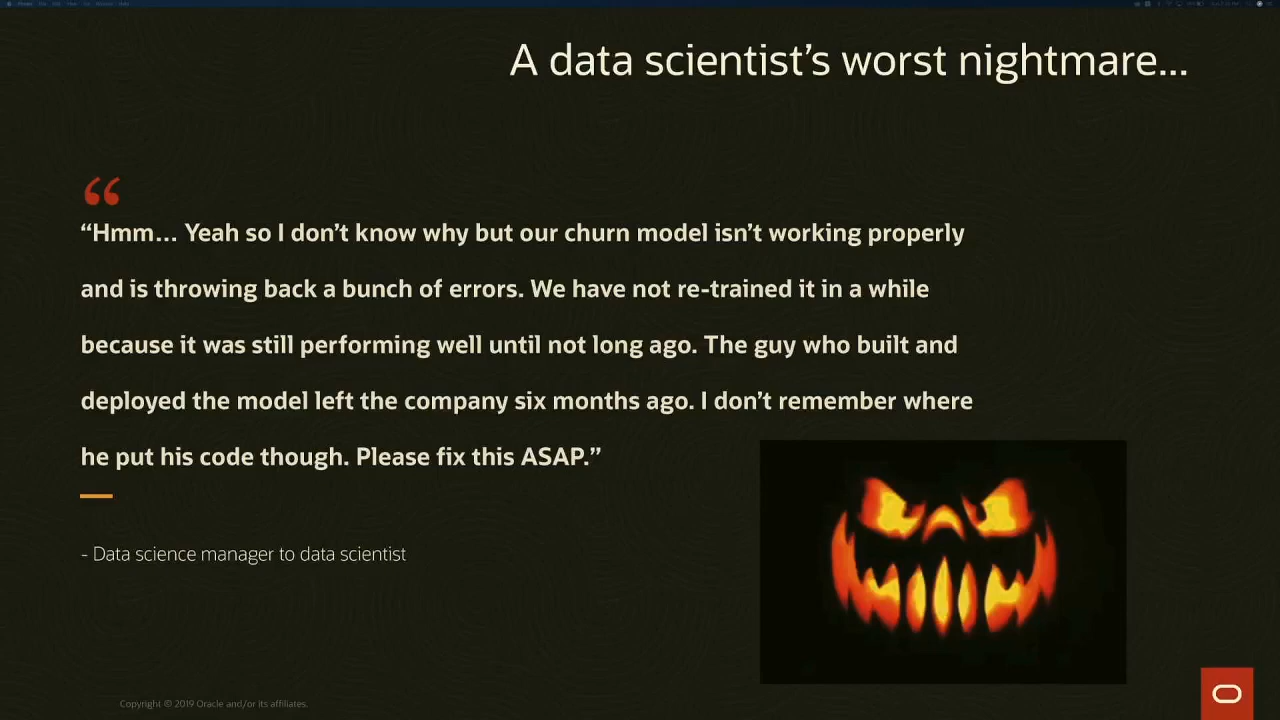 A data scientist’s worst nightmare...
“
“Hmm... Yeah so I don’t know why but our churn model isn’t working properly
and is throwing back a bunch of errors. We have not re-trained it in a while
because it was still performing well until not long ago. The guy who built and
deployed the model left the company six months ago. I don’t remember where
he put his code though. Please fix this ASAP.”
- Data science manager to data scientist
Copyright © 2019 Oracle and/or its affiliates.